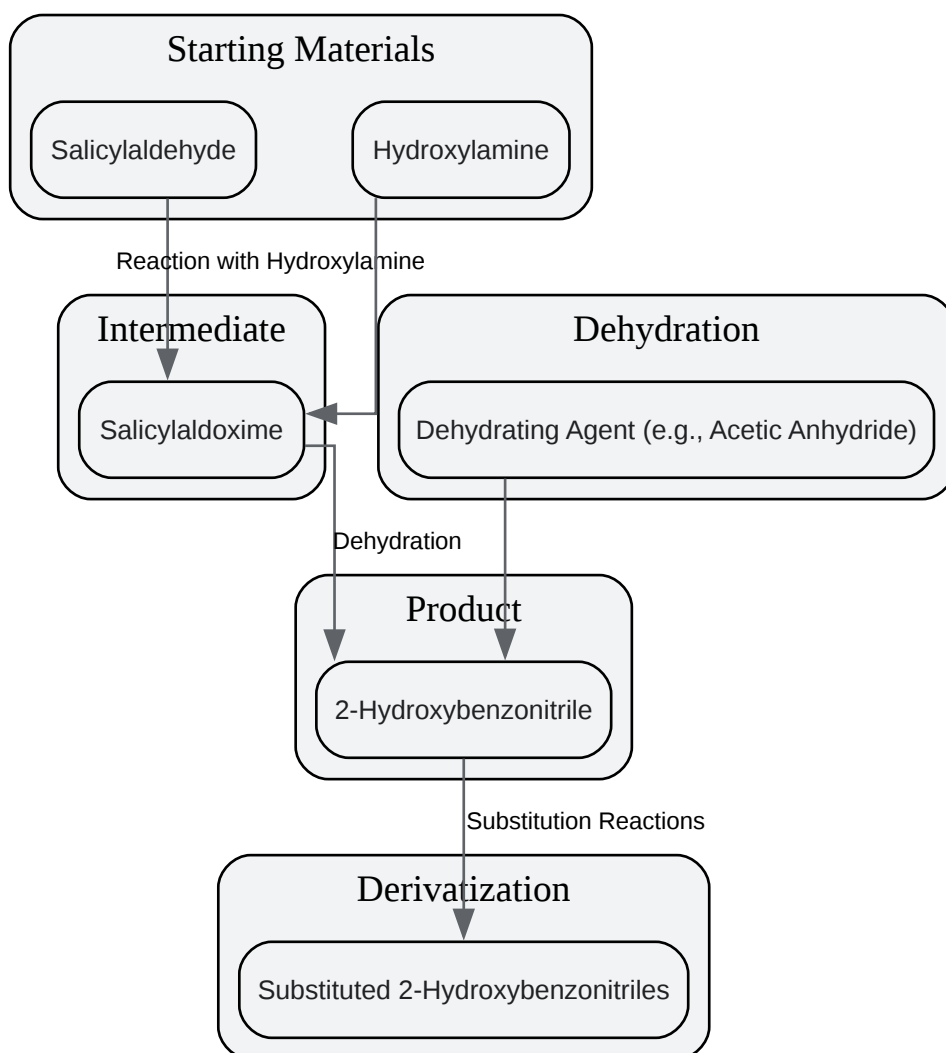 Starting Materials
Salicylaldehyde
Hydroxylamine
Reaction with Hydroxylamine
Intermediate
Dehydration
Salicylaldoxime
Dehydrating Agent (e.g., Acetic Anhydride)
Dehydration
Product
2-Hydroxybenzonitrile
Substitution Reactions
Derivatization
Substituted 2-Hydroxybenzonitriles